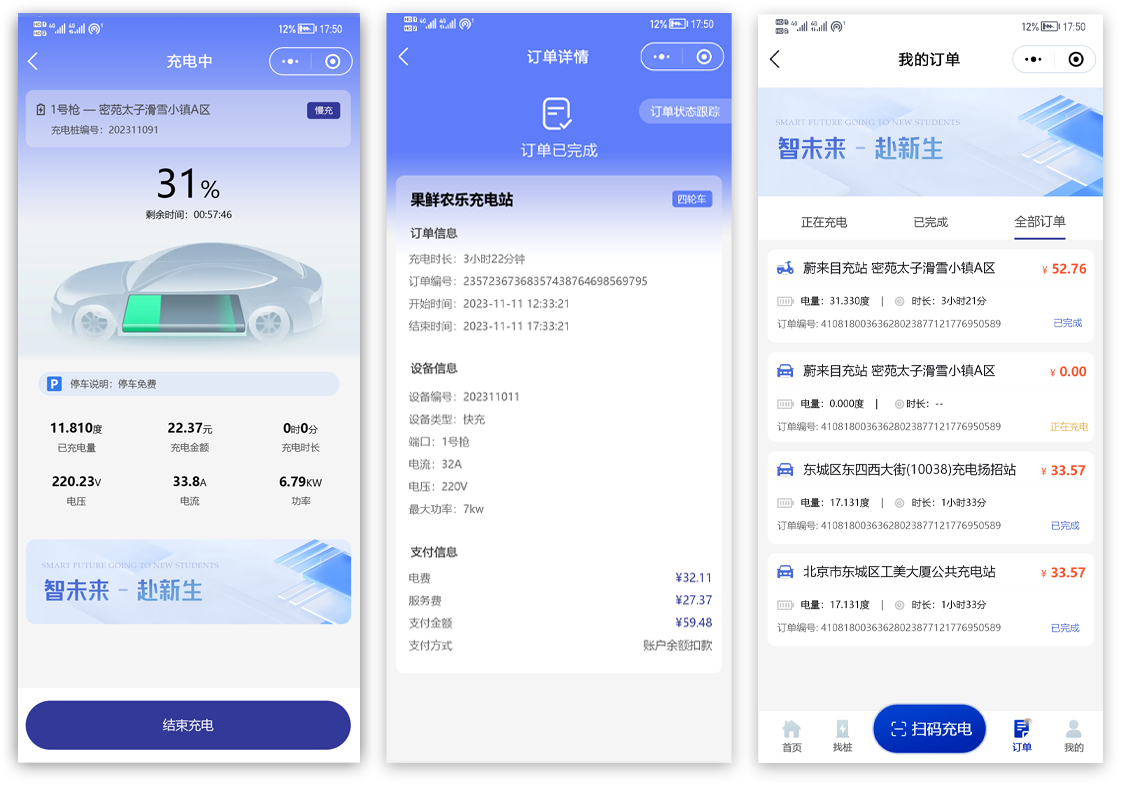 12% 17:50
充电中
1号枪 — 密苑太子滑雪小镇A区
慢充
充电桩编号：202311091
31%
剩余时间：00:57:46
P 停车说明：停车免费
11.810度 22.37元 0时0分
已充电量 充电金额 充电时长
220.23V 33.8A 6.79KW
电压 电流 功率
SMART FUTURE GOING TO NEW STUDENTS
智未来 - 赴新生
结束充电
12% 17:50
订单详情
订单状态跟踪
订单已完成
果鲜农乐充电站
四轮车
订单信息
充电时长：3小时22分钟
订单编号：23572367368357438764698569795
开始时间：2023-11-11 12:33:21
结束时间：2023-11-11 17:33:21
设备信息
设备编号：202311011
设备类型：快充
端口：1号抢
电流：32A
电压：220V
最大功率：7kw
支付信息
电费 ¥32.11
服务费 ¥27.37
支付金额 ¥59.48
支付方式 账户余额扣款
12% 17:50
我的订单
SMART FUTURE GOING TO NEW STUDENTS
智未来 - 赴新生
正在充电 已完成 全部订单
蔚来目充站 密苑太子滑雪小镇A区 ¥ 52.76
电量：31.330度 | 时长：3小时21分
订单编号: 41081800363628023877121776950589 已完成
蔚来目充站 密苑太子滑雪小镇A区 ¥ 0.00
电量：0.000度 | 时长：--
订单编号: 41081800363628023877121776950589 正在充电
东城区东四西大街(10038)充电扬招站 ¥ 33.57
电量：17.131度 | 时长：1小时33分
订单编号: 41081800363628023877121776950589 已完成
北京市东城区工美大厦公共充电站 ¥ 33.57
电量：17.131度 | 时长：1小时33分
订单编号: 41081800363628023877121776950589 已完成
扫码充电
首页 找桩 订单 我的